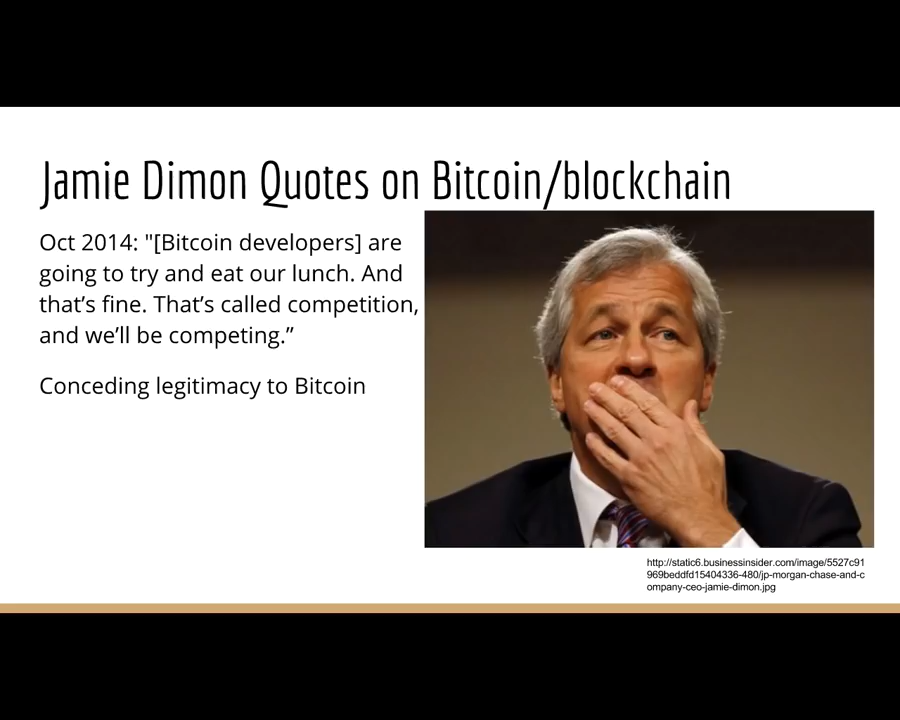 Jamie Dimon Quotes on Bitcoin/blockchain
Oct 2014: "[Bitcoin developers] are
going to try and eat our lunch. And
that’s fine. That’s called competition,
and we’ll be competing.”
Conceding legitimacy to Bitcoin
http://static6.businessinsider.com/image/5527c91
969beddfd15404336-480/jp-morgan-chase-and-c
ompany-ceo-jamie-dimon.jpg